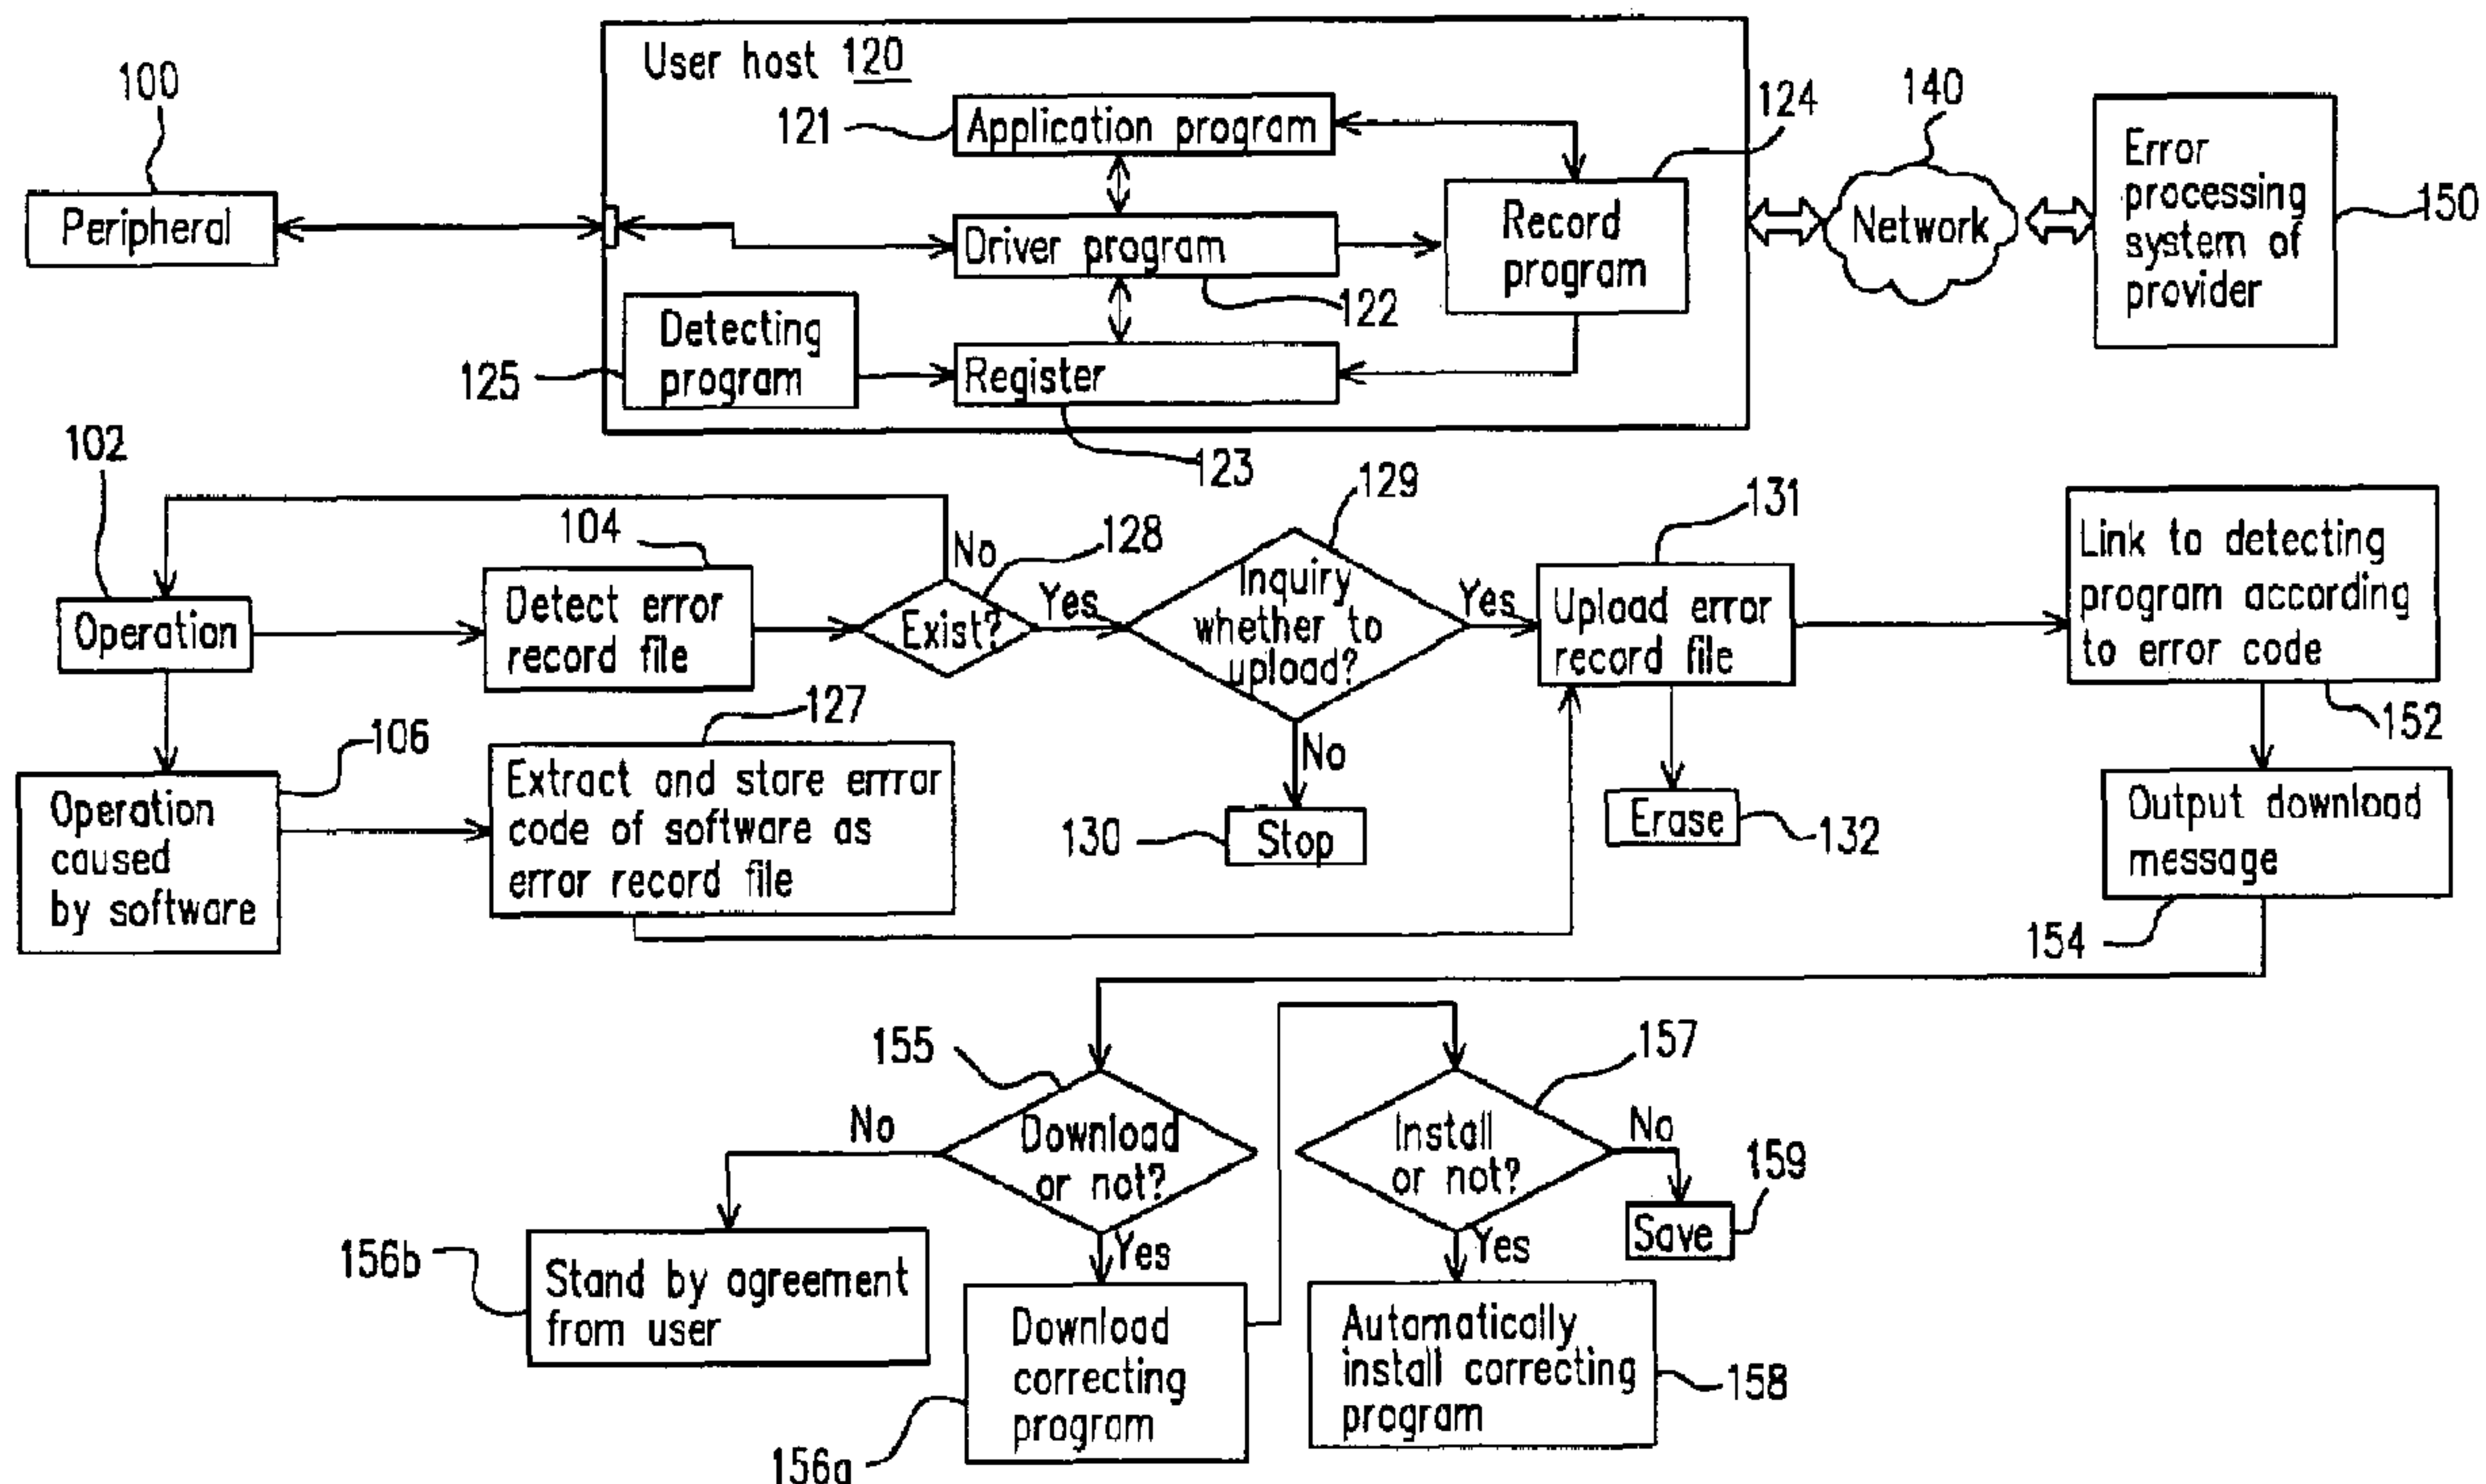 User host 120
100
121
Application program
124
140
Error
processing
system of
provider
150
Peripheral
Driver program
Record
program
Network
122
Detecting
program
125
Register
123
102
104
No
128
129
131
Operation
Detect error
record file
Exist?
Yes
Inquiry
whether to
upload?
Yes
Upload error
record file
Link to detecting
program according
to error code
152
106
127
No
Operation
caused
by software
Extract and store error
code of software as
error record file
130
Stop
Erase
132
Output download
message
154
155
157
No
Download
or not?
Install
or not?
No
159
Save
156b
Stand by agreement
from user
Yes
Yes
Download
correcting
program
156a
Automatically
install correcting
program
158